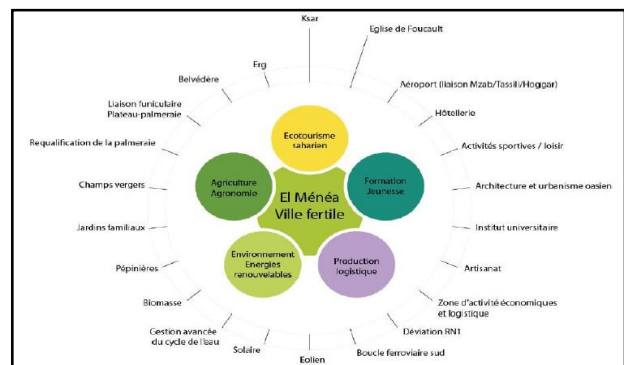 Ksar
Eglise de Foucault
Erg
Aéroport (liaison Mzab/Tassili/Hoggar)
Belvédère
Hôtellerie
Liaison funiculaire
Plateau-palmeraie
Activités sportives / loisir
Requalification de la palmeraie
Architecture et urbanisme oasien
Champs vergers
Institut universitaire
Jardins familiaux
Artisanat
Pépinières
Zone d'activité économiques
et logistique
Biomasse
Déviation RN1
Gestion avancée
du cycle de l'eau
Boucle ferroviaire sud
Solaire
Eolien
Ecotourisme
saharien
Agriculture
Agronomie
Formation
Jeunesse
El Ménéa
Ville fertile
Environnement
Energies
renouvelables
Production
logistique